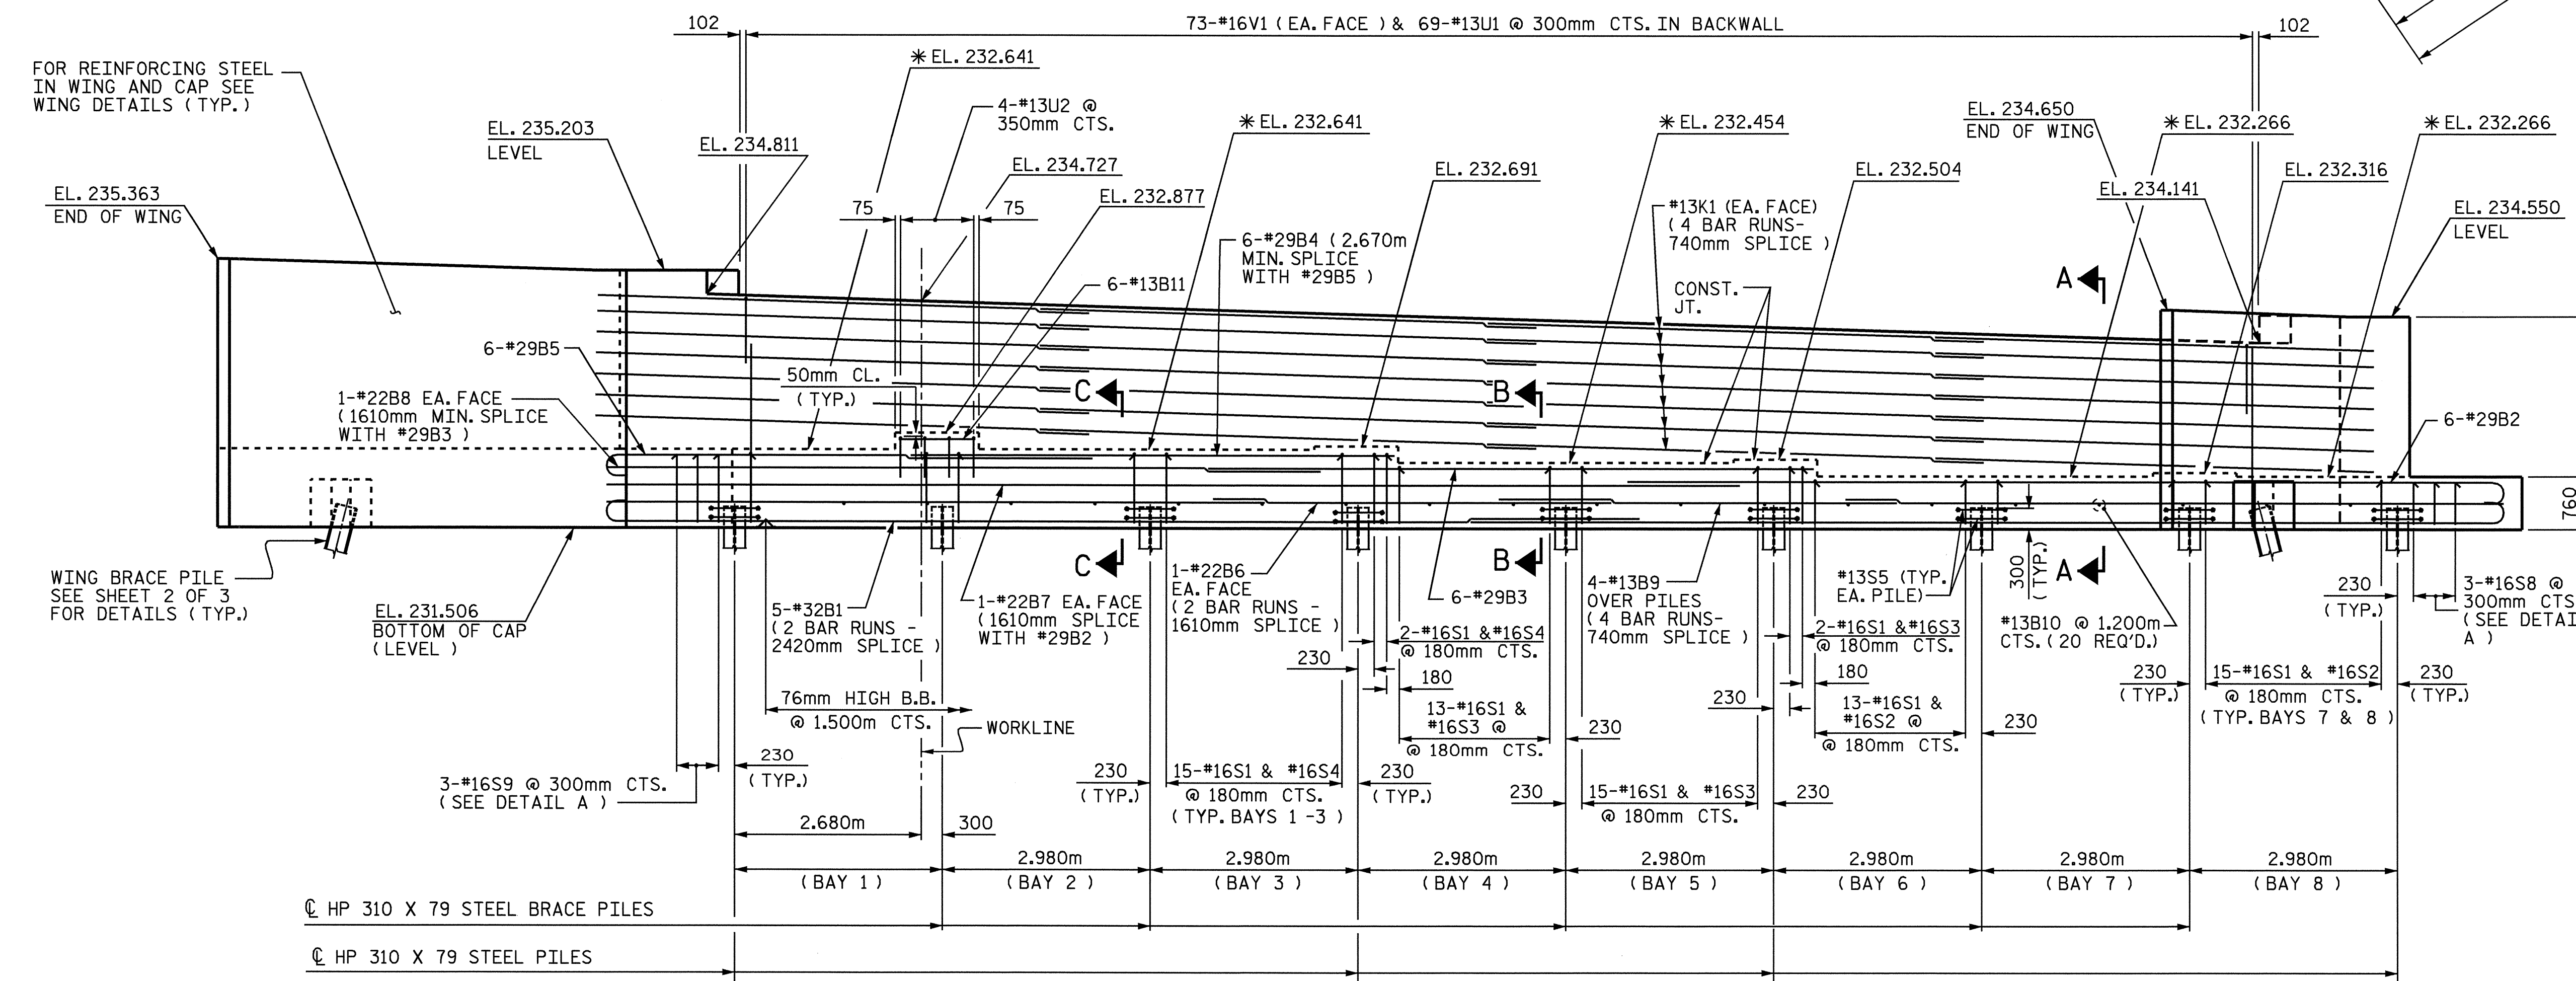 102
73-#16V1 (EA. FACE) & 69-#13U1 @ 300mm CTS. IN BACKWALL
102
FOR REINFORCING STEEL
IN WING AND CAP SEE
WING DETAILS (TYP.)
* EL. 232.641
4-#13U2 @
350mm CTS.
* EL. 232.641
* EL. 232.454
EL. 234.650
END OF WING
* EL. 232.266
* EL. 232.266
EL. 235.203
LEVEL
EL. 234.811
EL. 234.727
EL. 232.691
EL. 232.504
EL. 232.316
EL. 235.363
END OF WING
EL. 232.877
EL. 234.141
EL. 234.550
LEVEL
75
75
#13K1 (EA. FACE)
(4 BAR RUNS-
740mm SPLICE)
6-#29B4 (2.670m
MIN. SPLICE
WITH #29B5)
6-#13B11
CONST.
JT.
A
6-#29B5
50mm CL.
(TYP.)
1-#22B8 EA. FACE
(1610mm MIN. SPLICE
WITH #29B3)
C
B
6-#29B2
760
WING BRACE PILE
SEE SHEET 2 OF 3
FOR DETAILS (TYP.)
EL. 231.506
BOTTOM OF CAP
(LEVEL)
5-#32B1
(2 BAR RUNS -
2420mm SPLICE)
1-#22B7 EA. FACE
(1610mm SPLICE
WITH #29B2)
C
1-#22B6
EA. FACE
(2 BAR RUNS -
1610mm SPLICE)
6-#29B3
B
4-#13B9
OVER PILES
(4 BAR RUNS-
740mm SPLICE)
#13S5 (TYP.
EA. PILE)
300
(TYP.)
A
#13B10 @ 1.200m
CTS. (20 REQ'D.)
230
(TYP.)
3-#16S8 @
300mm CTS
(SEE DETAI
A)
2-#16S1 &#16S4
@ 180mm CTS.
2-#16S1 &#16S3
@ 180mm CTS.
230
180
180
76mm HIGH B.B.
@ 1.500m CTS.
WORKLINE
13-#16S1 &
#16S3 @
@ 180mm CTS.
230
230
13-#16S1 &
#16S2 @
@ 180mm CTS.
230
230
(TYP.)
15-#16S1 & #16S2
@ 180mm CTS.
(TYP. BAYS 7 & 8)
230
(TYP.)
3-#16S9 @ 300mm CTS.
(SEE DETAIL A)
230
(TYP.)
230
(TYP.)
15-#16S1 & #16S4
@ 180mm CTS.
(TYP. BAYS 1 -3)
230
(TYP.)
230
15-#16S1 & #16S3
@ 180mm CTS.
230
2.680m
300
(BAY 1)
2.980m
(BAY 2)
2.980m
(BAY 3)
2.980m
(BAY 4)
2.980m
(BAY 5)
2.980m
(BAY 6)
2.980m
(BAY 7)
2.980m
(BAY 8)
℄ HP 310 X 79 STEEL BRACE PILES
℄ HP 310 X 79 STEEL PILES